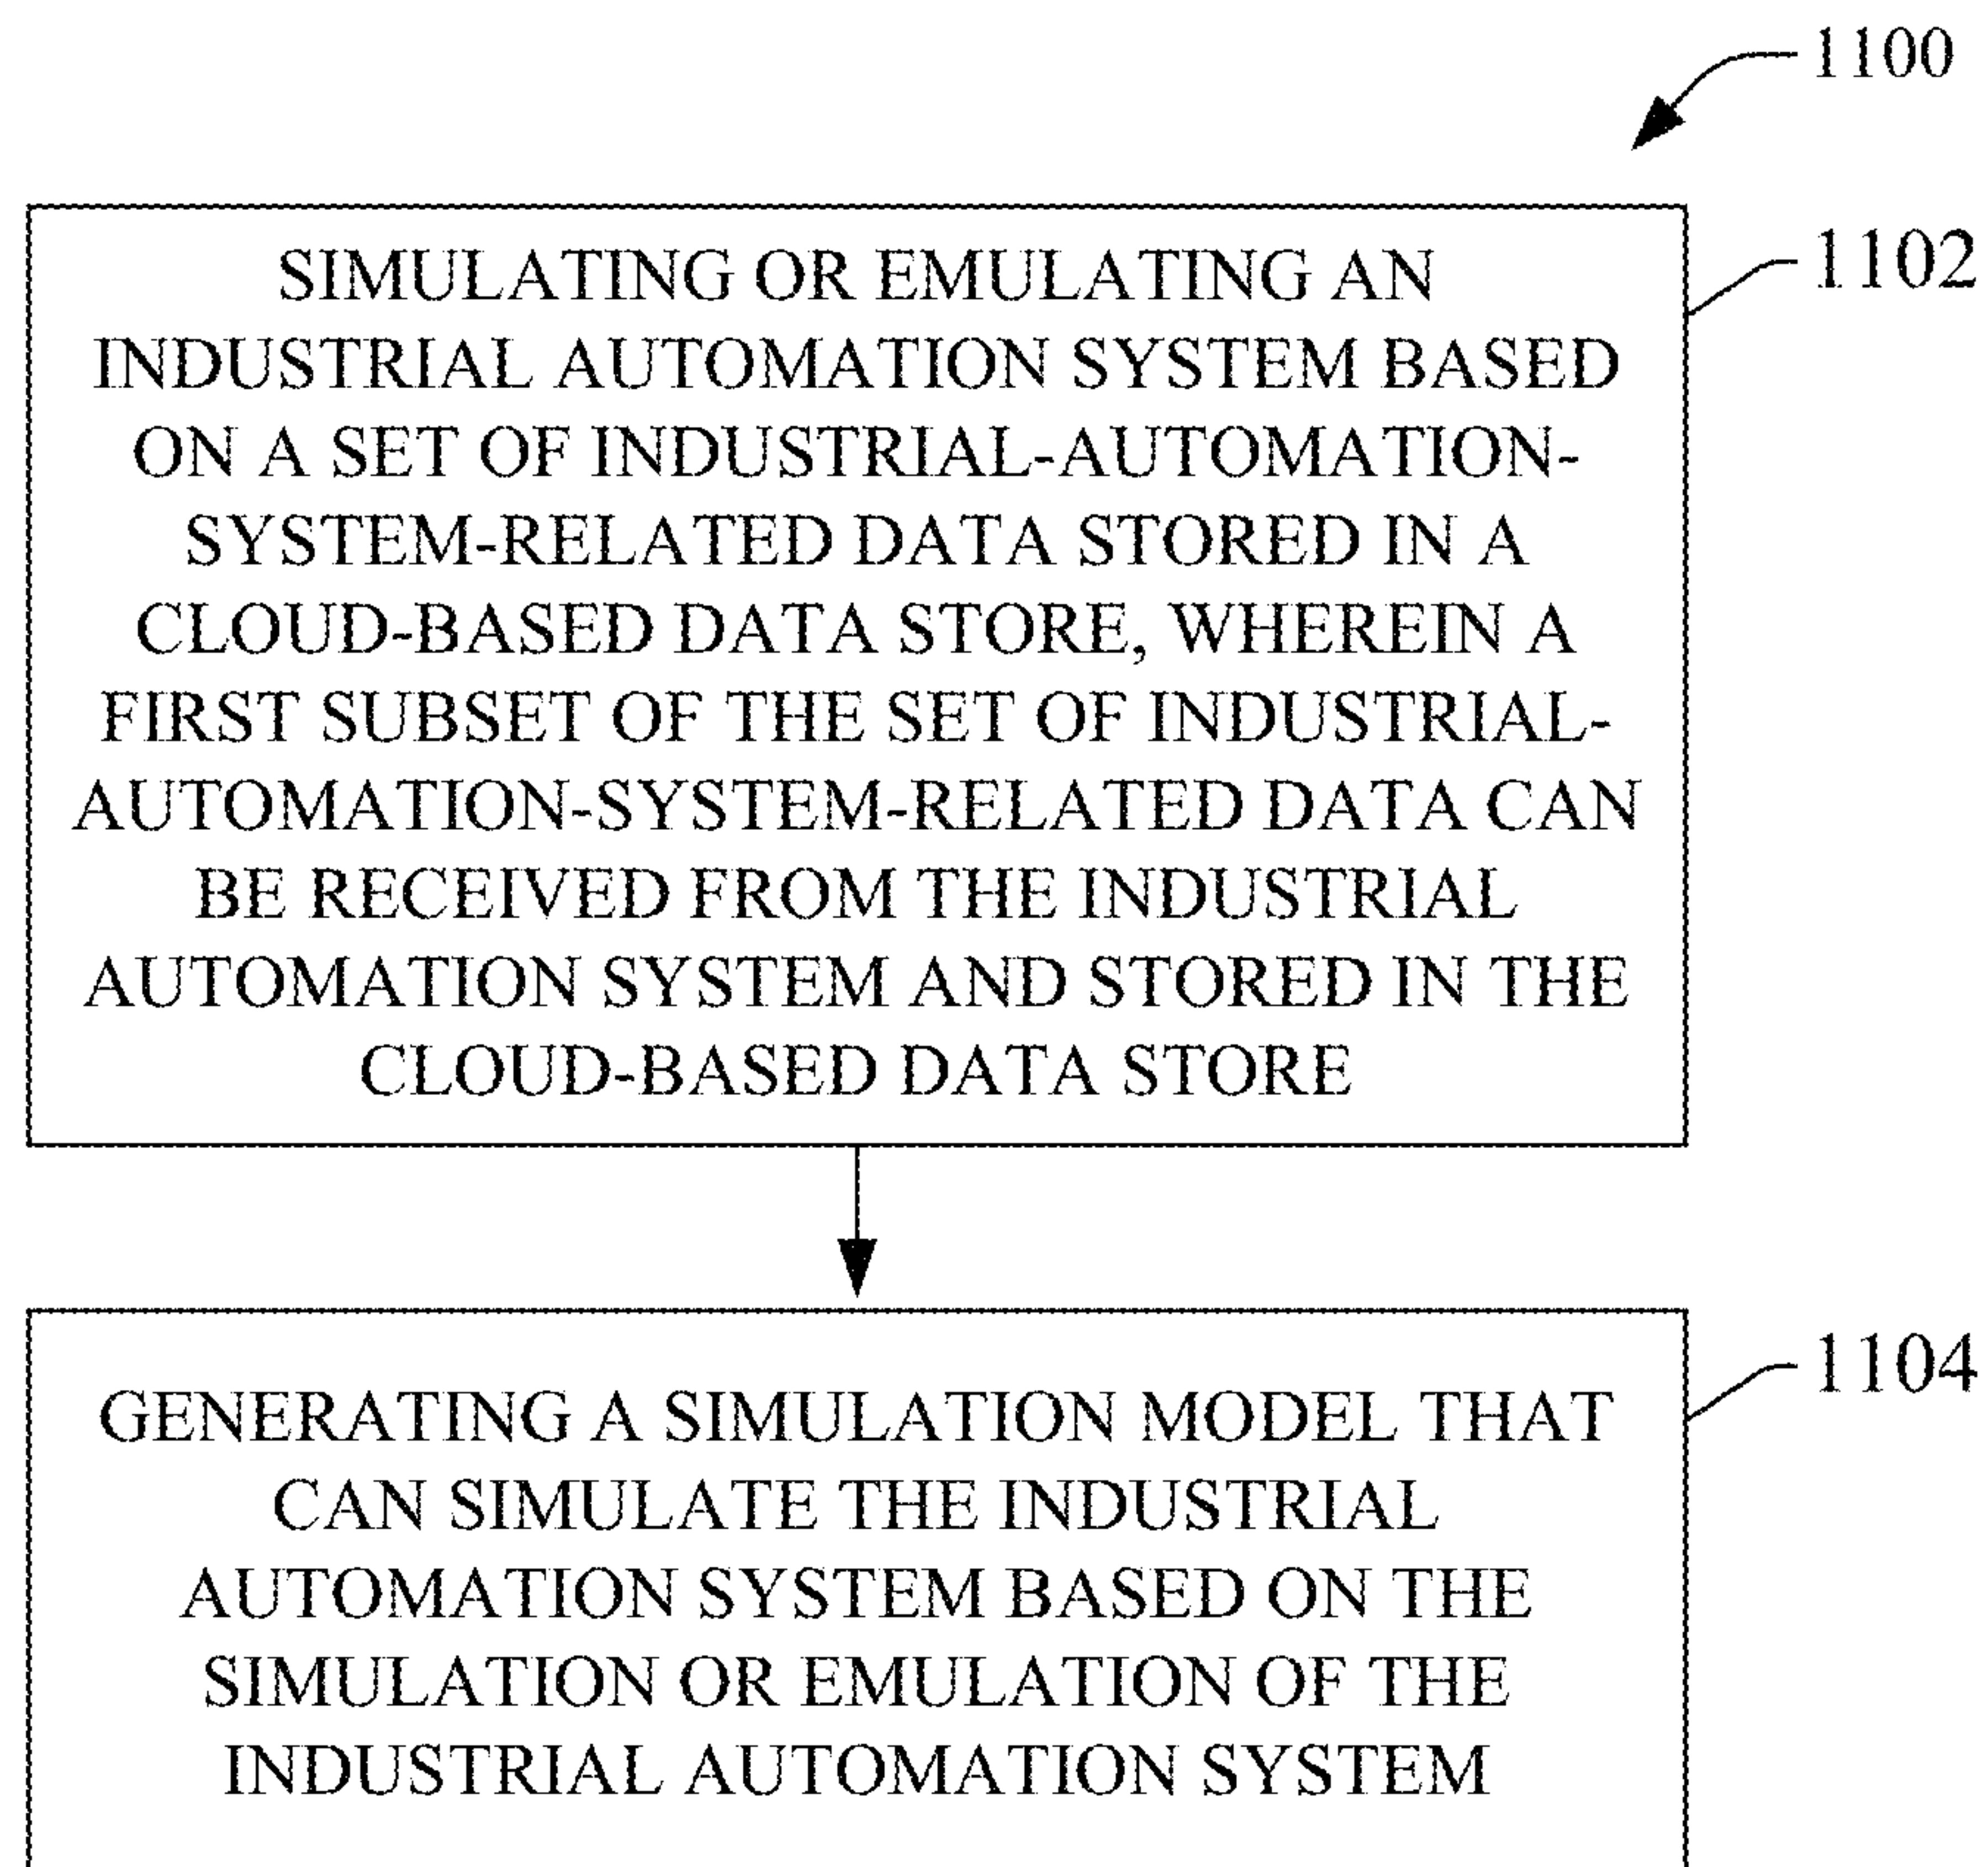 1100
1102
SIMULATING OR EMULATING AN
INDUSTRIAL AUTOMATION SYSTEM BASED
ON A SET OF INDUSTRIAL-AUTOMATION-
SYSTEM-RELATED DATA STORED IN A
CLOUD-BASED DATA STORE, WHEREIN A
FIRST SUBSET OF THE SET OF INDUSTRIAL-
AUTOMATION-SYSTEM-RELATED DATA CAN
BE RECEIVED FROM THE INDUSTRIAL
AUTOMATION SYSTEM AND STORED IN THE
CLOUD-BASED DATA STORE
1104
GENERATING A SIMULATION MODEL THAT
CAN SIMULATE THE INDUSTRIAL
AUTOMATION SYSTEM BASED ON THE
SIMULATION OR EMULATION OF THE
INDUSTRIAL AUTOMATION SYSTEM